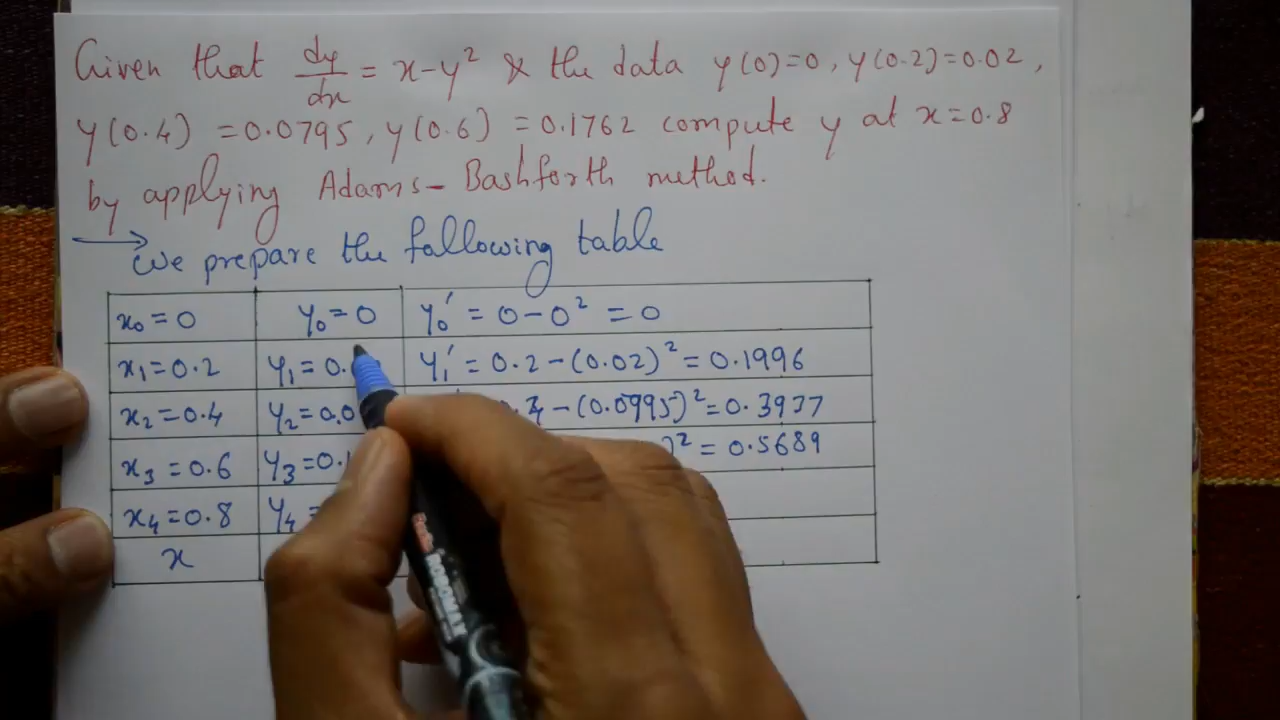 Given that dy/dx = x-y² & the data y(0)=0, y(0.2)=0.02,
y(0.4) =0.0795, y(0.6) =0.1762 compute y at x=0.8
by applying Adams-Bashforth method.
We prepare the following table
x₀=0 y₀=0 y₀' = 0-0² = 0
x₁=0.2 y₁=0. y₁' = 0.2-(0.02)²=0.1996
x₂=0.4 y₂=0.0 -(0.0995)²=0.3937
x₃=0.6 y₃=0.1 )²=0.5689
x₄=0.8 y₄=
x